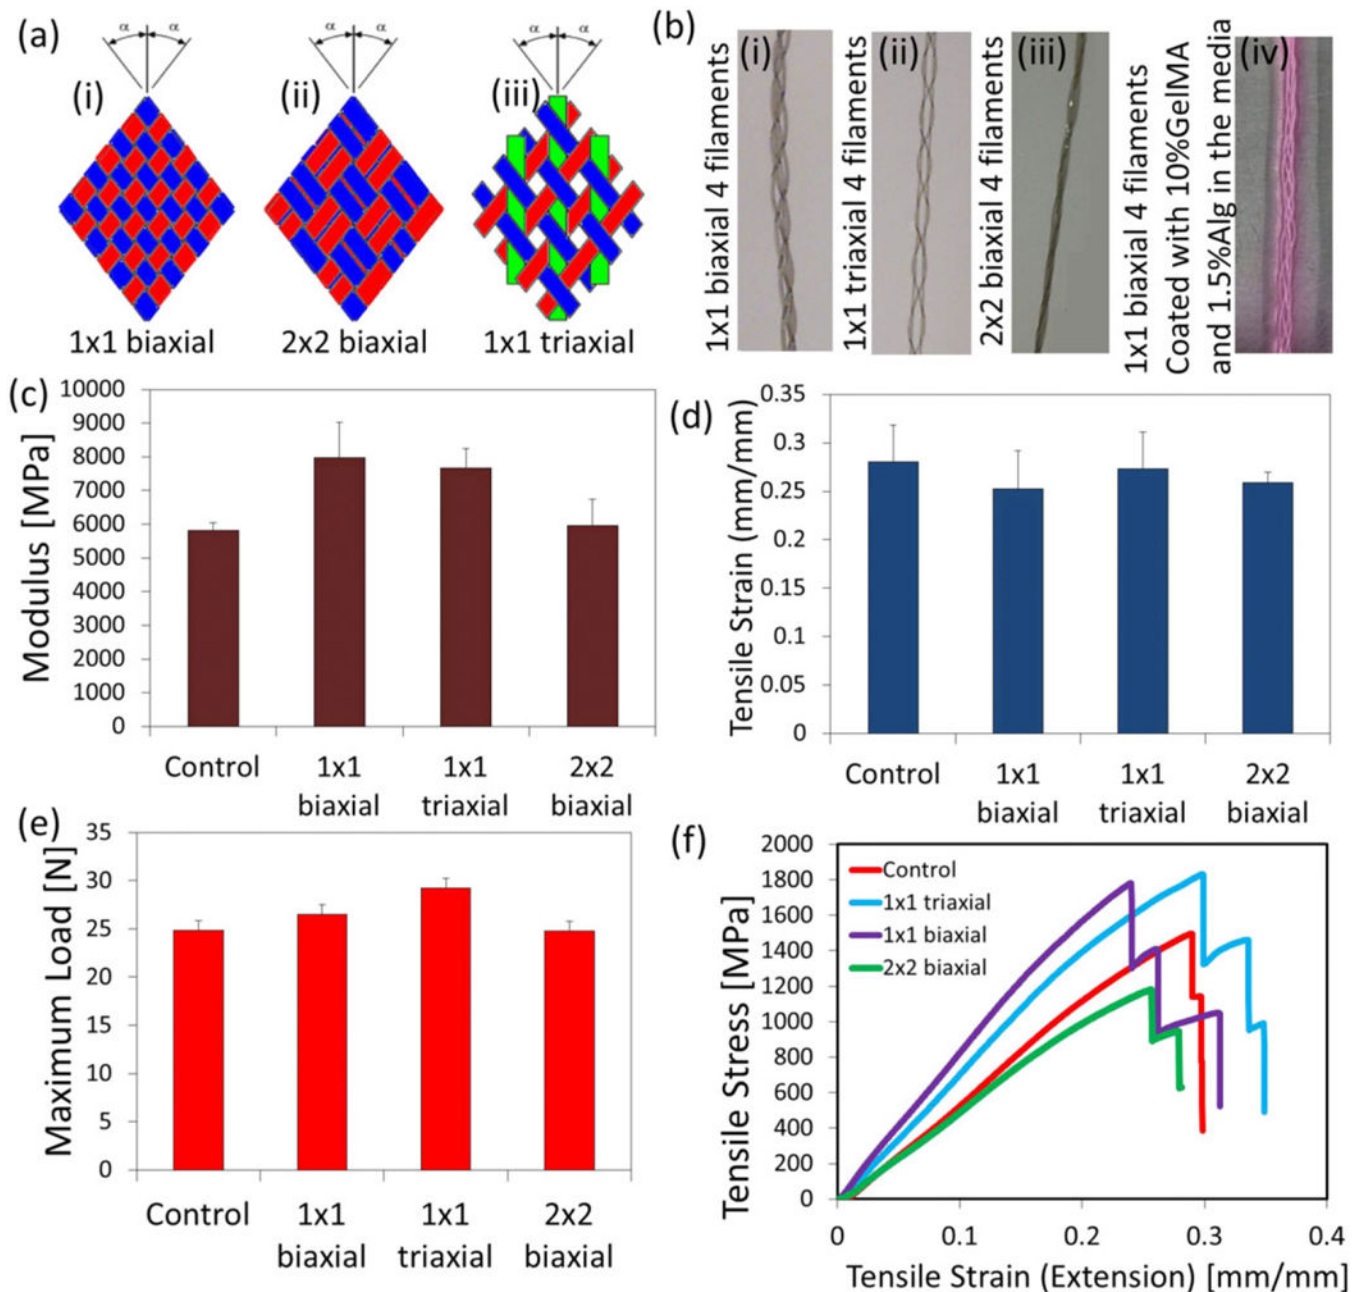 (a)
α α
α α
α α
(i)
(ii)
(iii)
1x1 biaxial
2x2 biaxial
1x1 triaxial
(b)
1x1 biaxial 4 filaments
(i)
1x1 triaxial 4 filaments
(ii)
2x2 biaxial 4 filaments
(iii)
1x1 biaxial 4 filaments
Coated with 10%GelMA
and 1.5%Alg in the media
(iv)
(c)
Modulus [MPa]
10000
9000
8000
7000
6000
5000
4000
3000
2000
1000
0
Control
1x1
biaxial
1x1
triaxial
2x2
biaxial
(d)
Tensile Strain (mm/mm)
0.35
0.3
0.25
0.2
0.15
0.1
0.05
0
Control
1x1
biaxial
1x1
triaxial
2x2
biaxial
(e)
Maximum Load [N]
35
30
25
20
15
10
5
0
Control
1x1
biaxial
1x1
triaxial
2x2
biaxial
(f)
Tensile Stress [MPa]
2000
1800
1600
1400
1200
1000
800
600
400
200
0
Control
1x1 triaxial
1x1 biaxial
2x2 biaxial
0 0.1 0.2 0.3 0.4
Tensile Strain (Extension) [mm/mm]